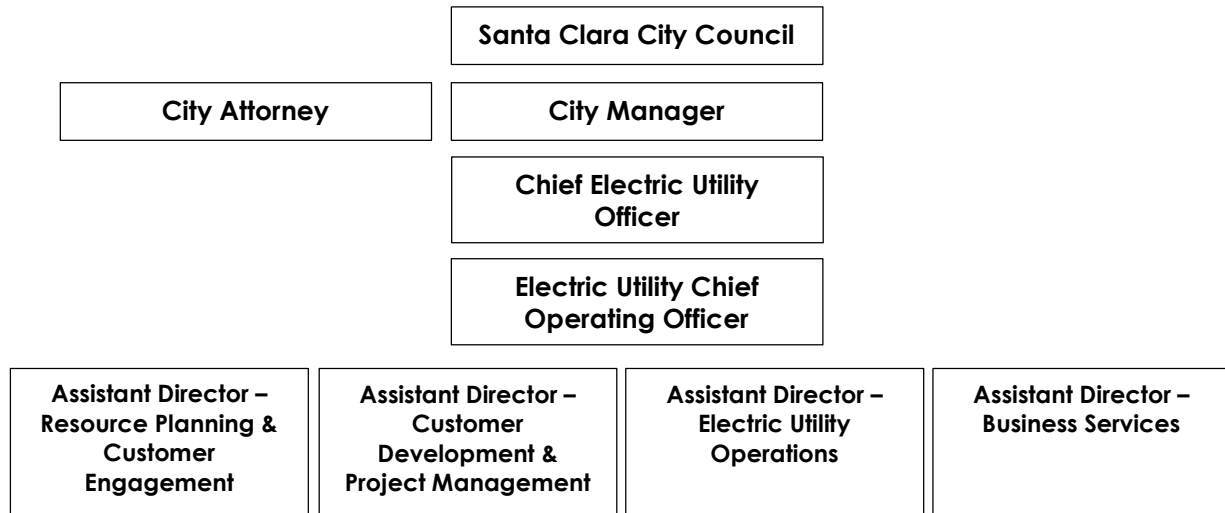 Santa Clara City Council
City Attorney
City Manager
Chief Electric Utility
Officer
Electric Utility Chief
Operating Officer
Assistant Director –
Resource Planning &
Customer
Engagement
Assistant Director –
Customer
Development &
Project Management
Assistant Director –
Electric Utility
Operations
Assistant Director –
Business Services